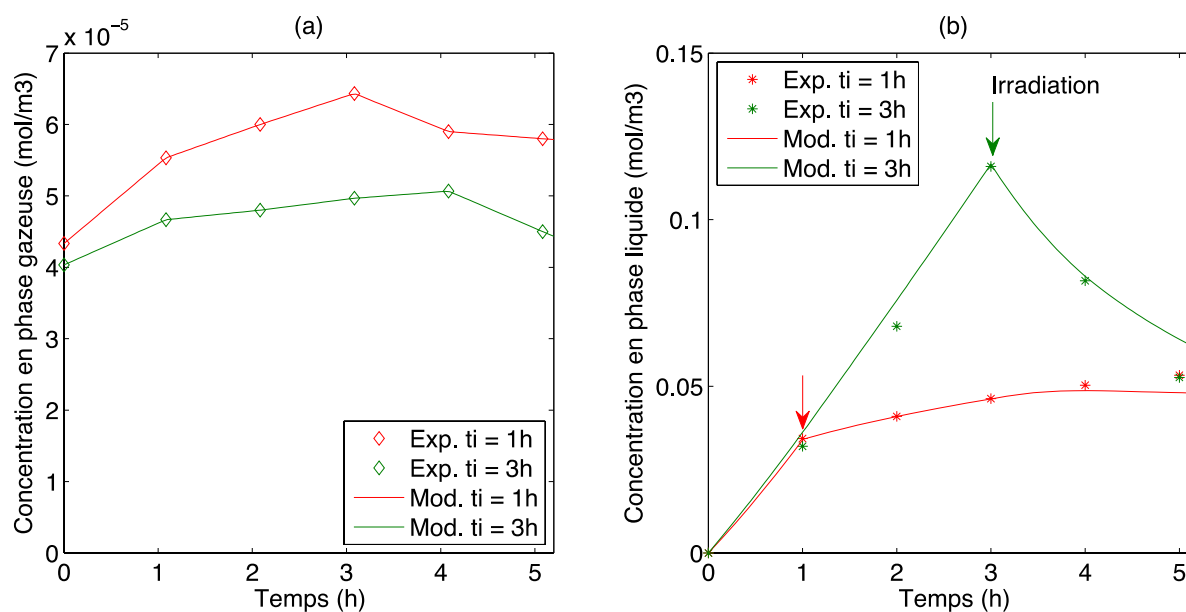 (a)
x 10⁻⁵
7
6
5
4
3
2
1
0
Concentration en phase gazeuse (mol/m3)
0 1 2 3 4 5
Temps (h)
Exp. ti = 1h
Exp. ti = 3h
Mod. ti = 1h
Mod. ti = 3h
(b)
0.15
0.1
0.05
0
Concentration en phase liquide (mol/m3)
0 1 2 3 4 5
Temps (h)
Exp. ti = 1h
Exp. ti = 3h
Mod. ti = 1h
Mod. ti = 3h
Irradiation